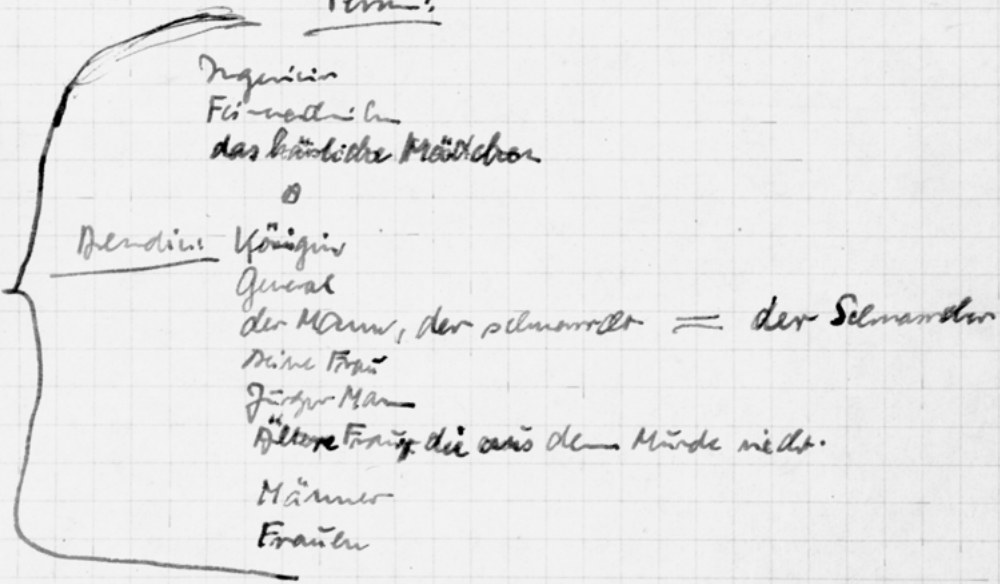 Person:
Ingenieur
das hässliche Mädchen
Königin
General
der Mann, der schnarcht = der Schnarcher
Seine Frau
Junger Mann
Ältere Frau, die aus dem Munde riecht.
Männer
Frauen